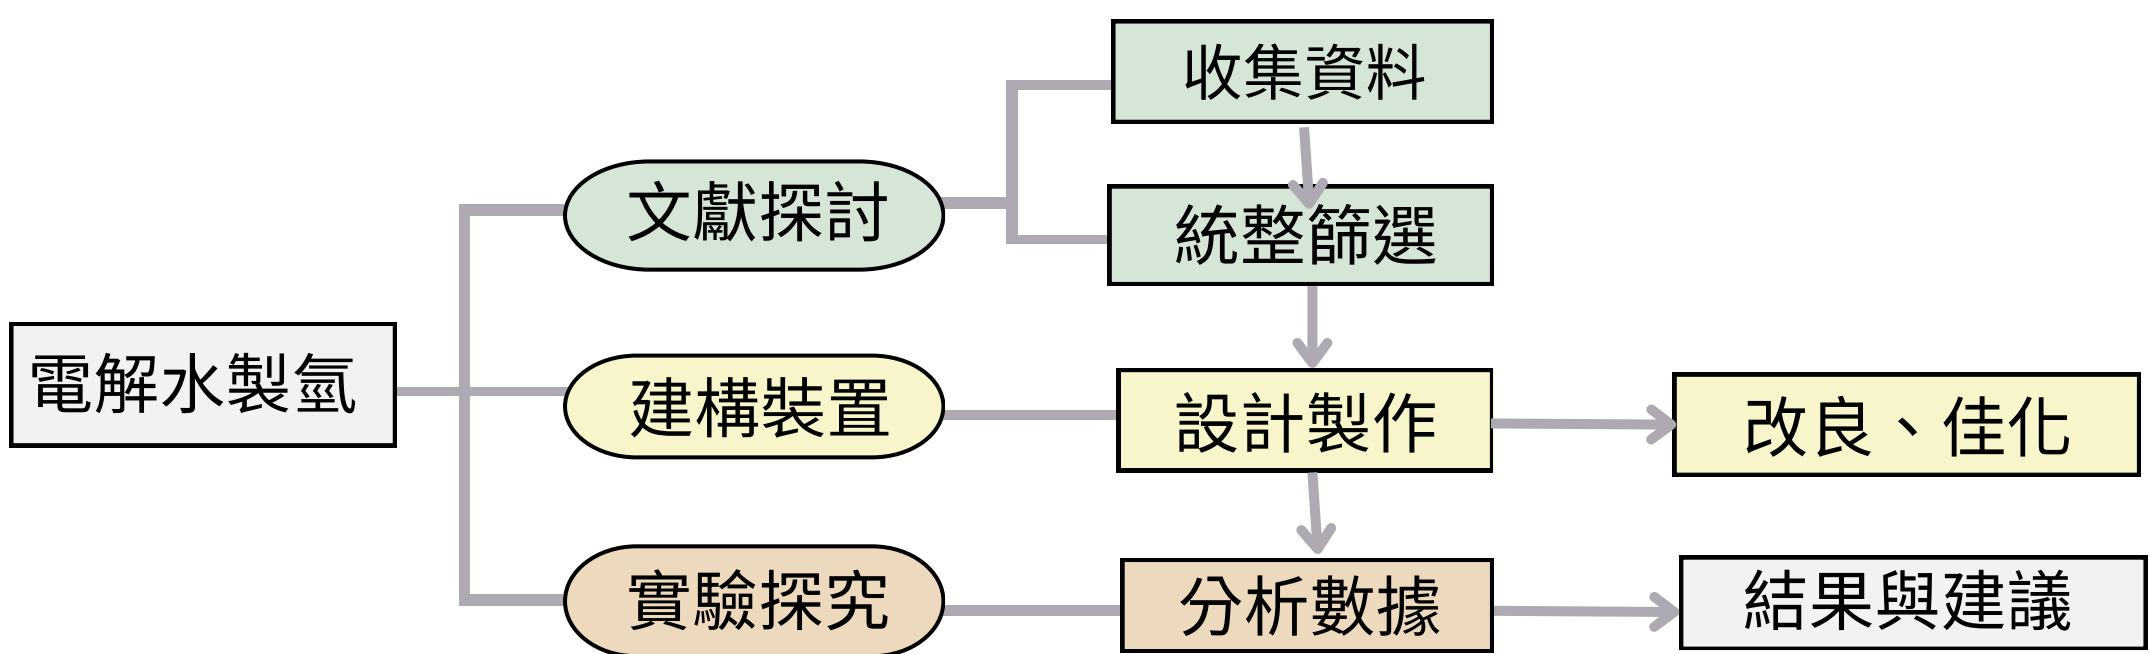 收集資料
文獻探討
統整篩選
電解水製氫
建構裝置
設計製作
改良、佳化
實驗探究
分析數據
結果與建議